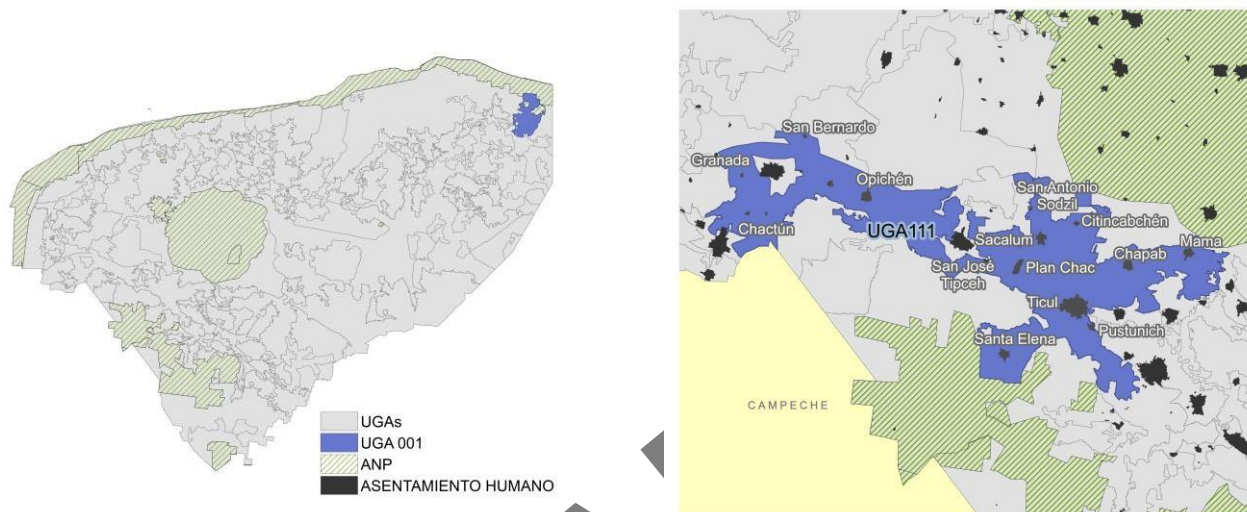 UGAs
UGA 001
ANP
ASENTAMIENTO HUMANO
San Bernardo
Granada
Opichén
San Antonio
Sodzil
Citincabchén
Chactún
UGA111
Sacalum
Mama
Chapab
San José
Tipceh
Plan Chac
Ticul
Pustunich
Santa Elena
CAMPECHE